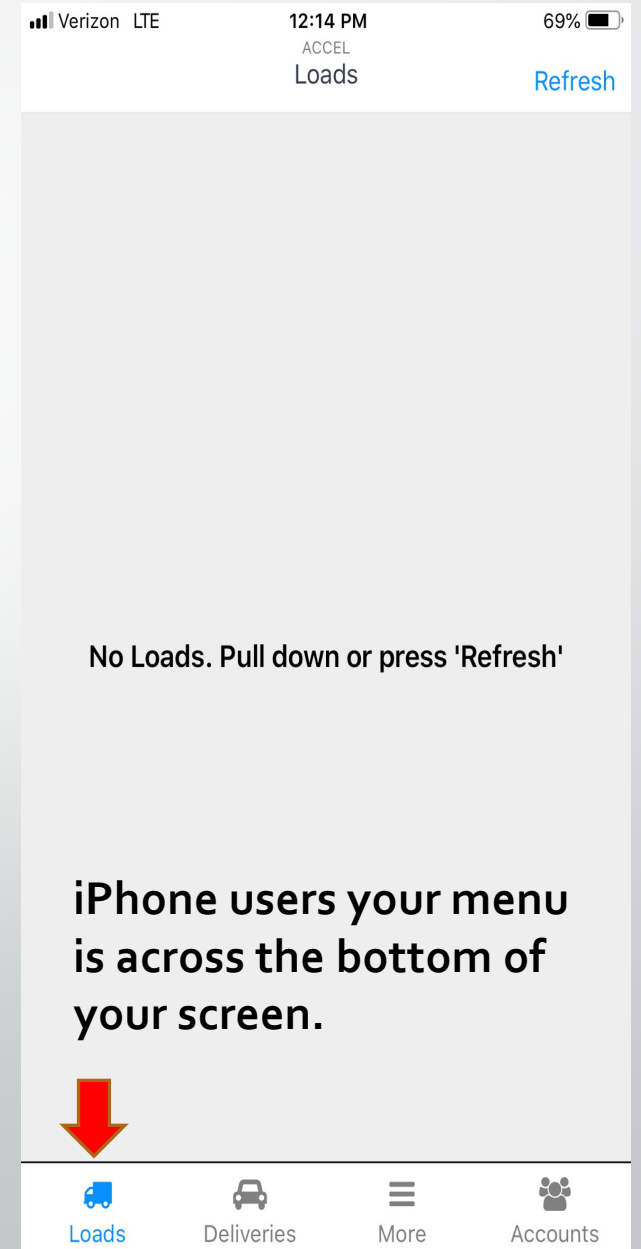 Verizon LTE 12:14 PM 69%
ACCEL
Loads
Refresh
No Loads. Pull down or press 'Refresh'
iPhone users your menu
is across the bottom of
your screen.
Loads Deliveries More Accounts